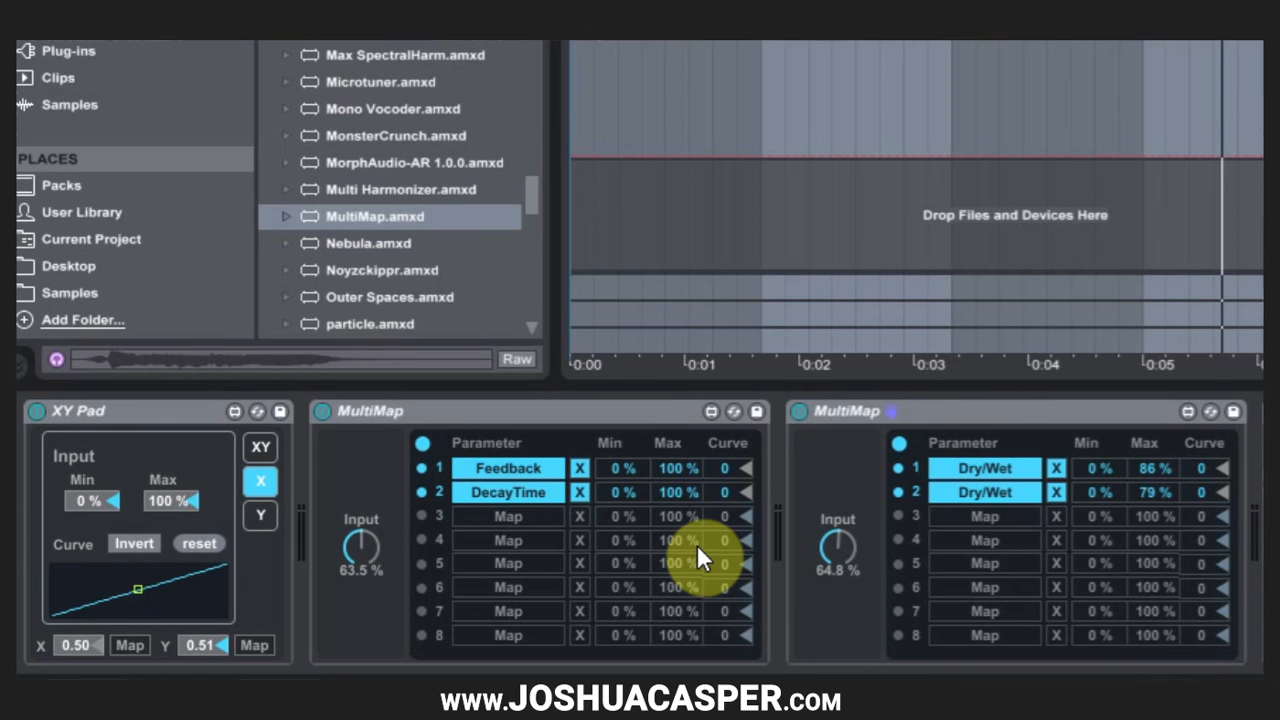 Plug-ins
Clips
Samples
PLACES
Packs
User Library
Current Project
Desktop
Samples
Add Folder...
Max SpectralHarm.amxd
Microtuner.amxd
Mono Vocoder.amxd
MonsterCrunch.amxd
MorphAudio-AR 1.0.0.amxd
Multi Harmonizer.amxd
MultiMap.amxd
Nebula.amxd
Noyzckippr.amxd
Outer Spaces.amxd
particle.amxd
Raw
Drop Files and Devices Here
0:00 0:01 0:02 0:03 0:04 0:05
XY Pad
Input
Min Max
0 % 100 %
Curve Invert reset
X 0.50 Map Y 0.51 Map
XY
X
Y
MultiMap
Input
63.5 %
Parameter Min Max Curve
1 Feedback X 0 % 100 % 0
2 DecayTime X 0 % 100 % 0
3 Map X 0 % 100 % 0
4 Map X 0 % 100 % 0
5 Map X 0 % 100 % 0
6 Map X 0 % 100 % 0
7 Map X 0 % 100 % 0
8 Map X 0 % 100 % 0
MultiMap
Input
64.8 %
Parameter Min Max Curve
1 Dry/Wet X 0 % 86 % 0
2 Dry/Wet X 0 % 79 % 0
3 Map X 0 % 100 % 0
4 Map X 0 % 100 % 0
5 Map X 0 % 100 % 0
6 Map X 0 % 100 % 0
7 Map X 0 % 100 % 0
8 Map X 0 % 100 % 0
www.JOSHUACASPER.com